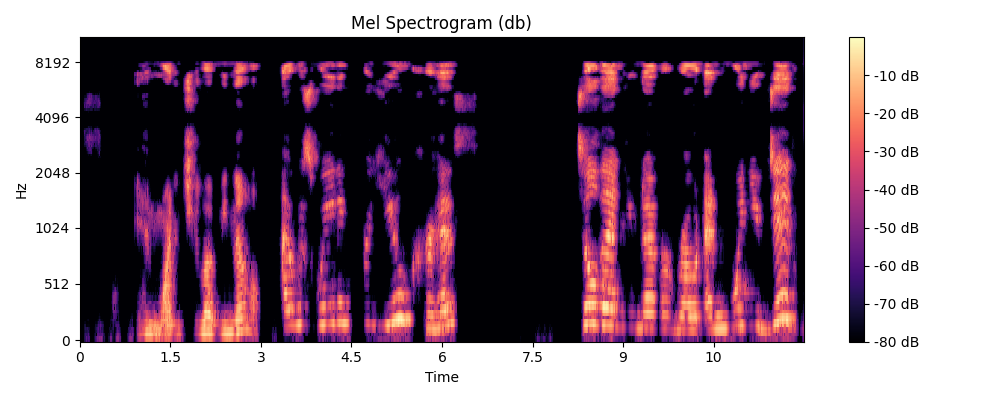 Mel Spectrogram (db)
8192
4096
2048
1024
512
0
Hz
0 1.5 3 4.5 6 7.5 9 10
Time
-10 dB
-20 dB
-30 dB
-40 dB
-50 dB
-60 dB
-70 dB
-80 dB